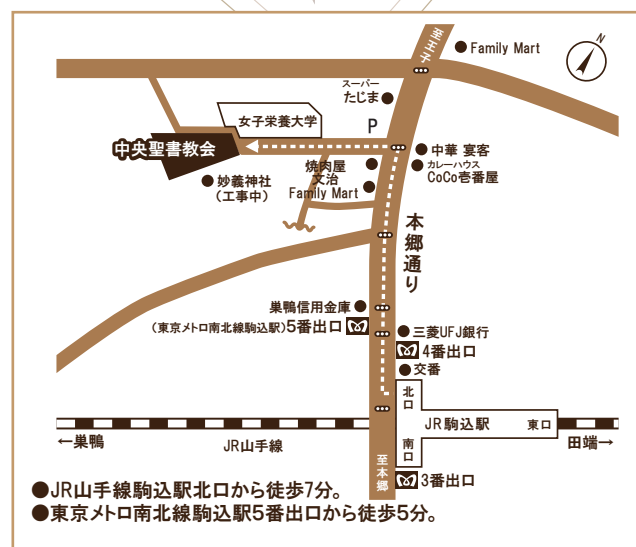 至王子
N
Family Mart
スーパー
たじま
女子栄養大学
P
中央聖書教会
中華 宴客
カレーハウス
CoCo壱番屋
焼肉屋
文治
Family Mart
妙義神社
(工事中)
本郷通り
巣鴨信用金庫
(東京メトロ南北線駒込駅)5番出口
三菱UFJ銀行
4番出口
交番
北口
JR駒込駅
東口
南口
←巣鴨
JR山手線
田端→
至本郷
3番出口
●JR山手線駒込駅北口から徒歩7分。
●東京メトロ南北線駒込駅5番出口から徒歩5分。